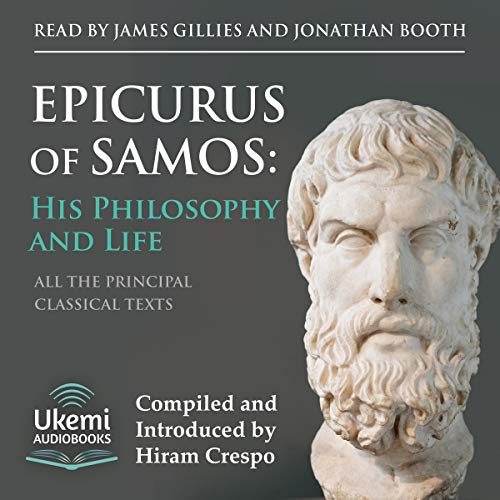 READ BY JAMES GILLIES AND JONATHAN BOOTH
EPICURUS
OF SAMOS:
HIS PHILOSOPHY
AND LIFE
ALL THE PRINCIPAL
CLASSICAL TEXTS
Ukemi
AUDIOBOOKS
Compiled and
Introduced by
Hiram Crespo